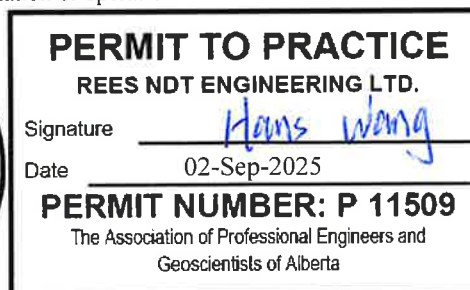 PERMIT TO PRACTICE
REES NDT ENGINEERING LTD.
Signature Hans Wang
Date 02-Sep-2025
PERMIT NUMBER: P 11509
The Association of Professional Engineers and
Geoscientists of Alberta